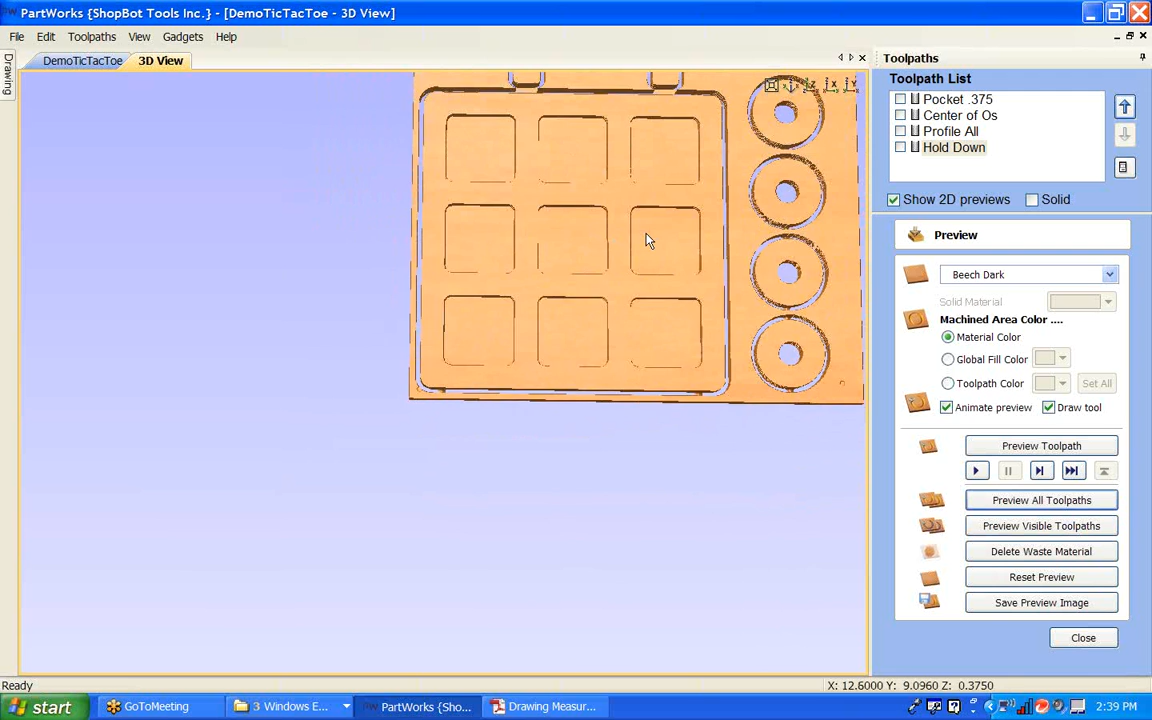 PartWorks {ShopBot Tools Inc.} - [DemoTicTacToe - 3D View]
File Edit Toolpaths View Gadgets Help
Drawing
DemoTicTacToe 3D View
Toolpaths
Toolpath List
Pocket .375
Center of Os
Profile All
Hold Down
Show 2D previews Solid
Preview
Beech Dark
Solid Material
Machined Area Color ....
Material Color
Global Fill Color
Toolpath Color Set All
Animate preview Draw tool
Preview Toolpath
Preview All Toolpaths
Preview Visible Toolpaths
Delete Waste Material
Reset Preview
Save Preview Image
Close
Ready X: 12.6000 Y: 9.0960 Z: 0.3750
start GoToMeeting 3 Windows E... PartWorks {Sho... Drawing Measur... 2:39 PM